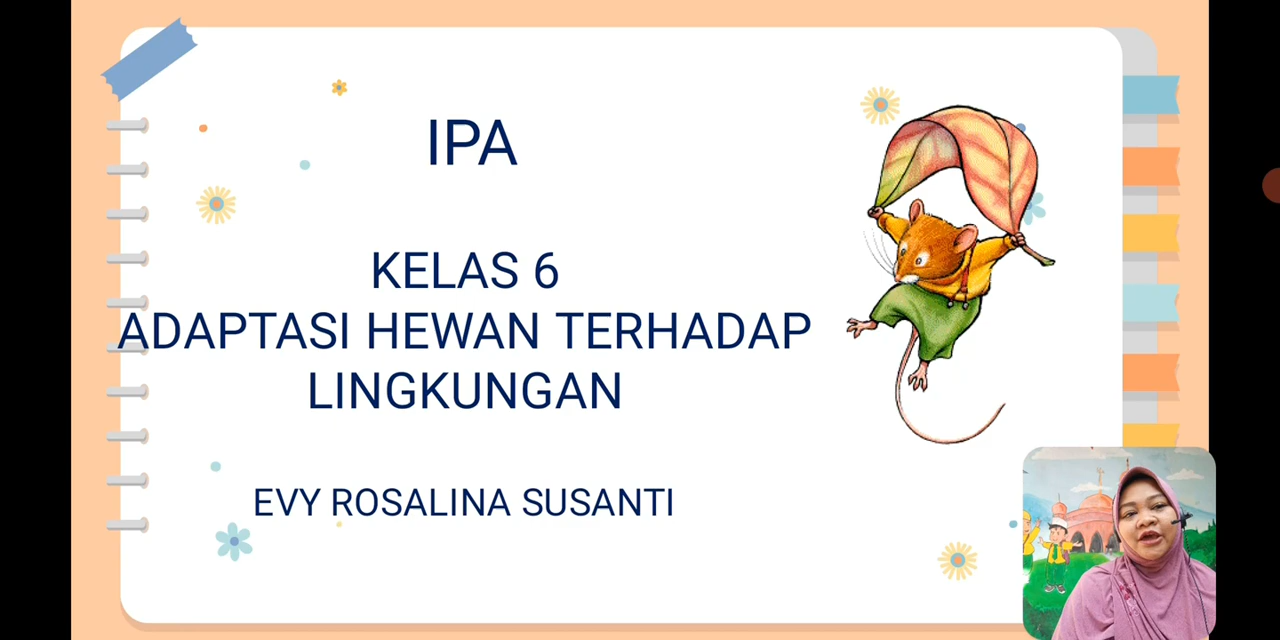 IPA
KELAS 6
ADAPTASI HEWAN TERHADAP
LINGKUNGAN
EVY ROSALINA SUSANTI